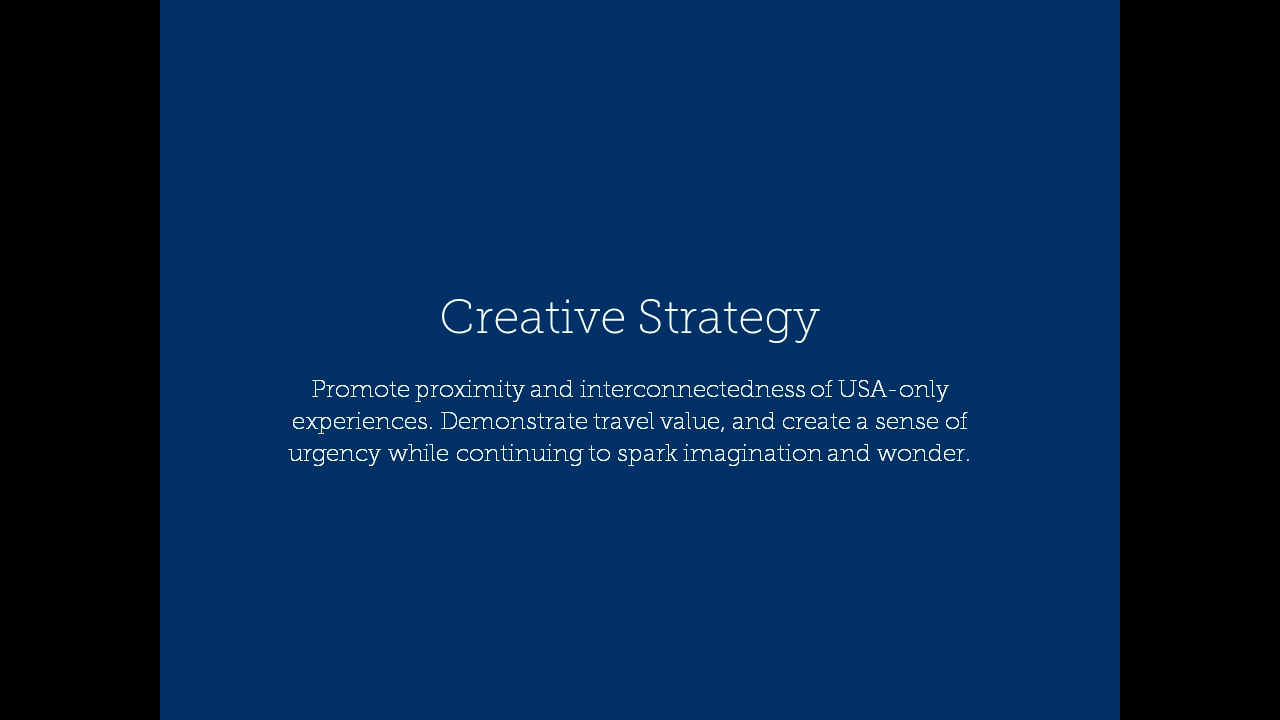 Creative Strategy
Promote proximity and interconnectedness of USA-only
experiences. Demonstrate travel value, and create a sense of
urgency while continuing to spark imagination and wonder.